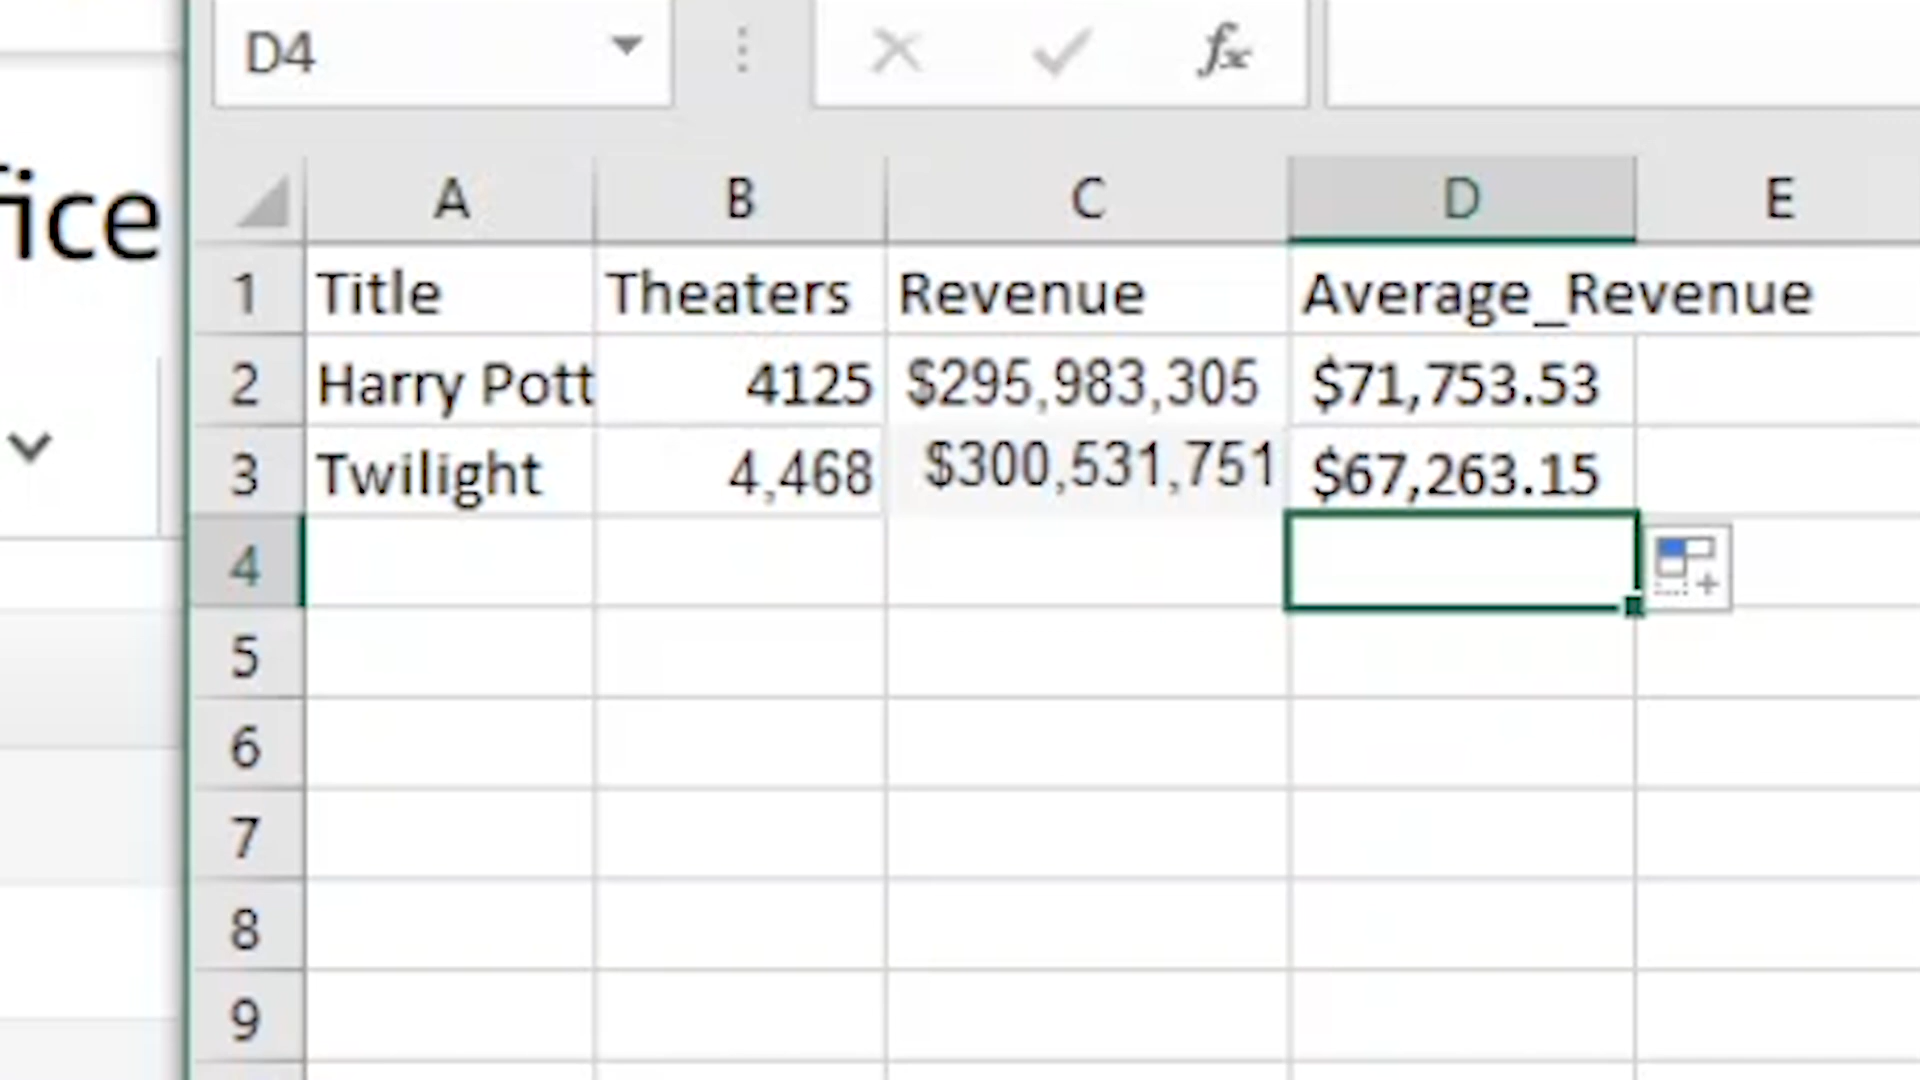 D4
fx
A B C D E
fice
1 Title Theaters Revenue Average_Revenue
2 Harry Pott 4125 $295,983,305 $71,753.53
3 Twilight 4,468 $300,531,751 $67,263.15
4
5
6
7
8
9